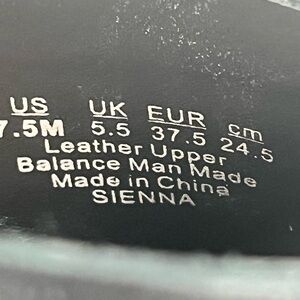 US UK EUR cm
7.5M 5.5 37.5 24.5
Leather Upper
Balance Man Made
Made in China
SIENNA